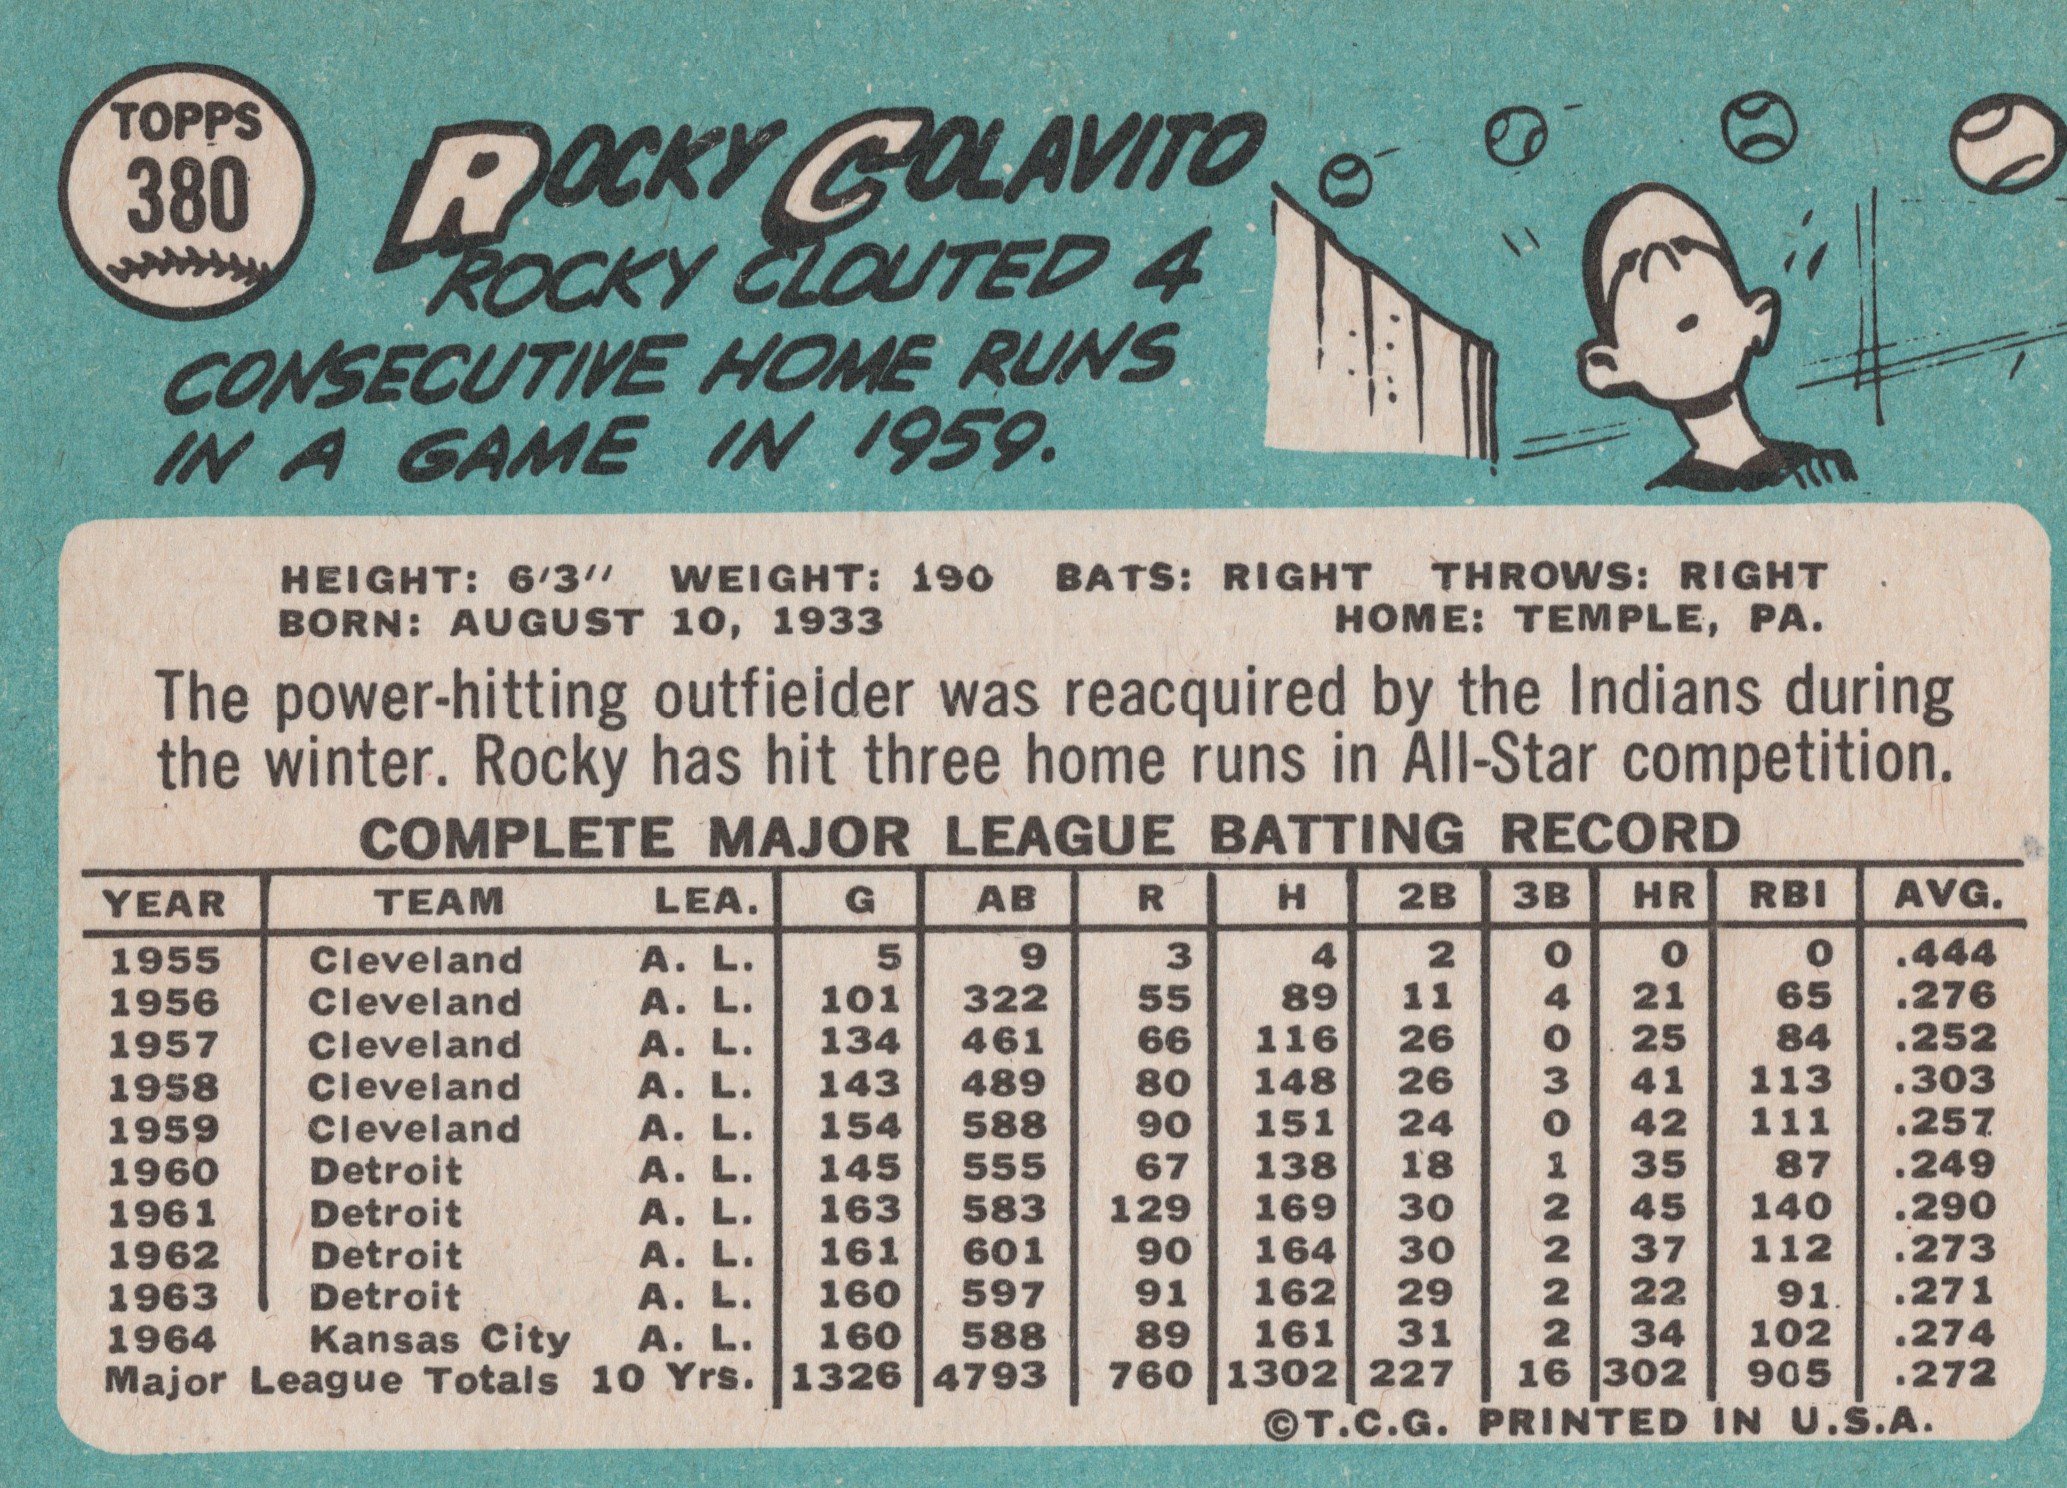 TOPPS
380
ROCKY COLAVITO
ROCKY CLOUTED 4
CONSECUTIVE HOME RUNS
IN A GAME IN 1959.
HEIGHT: 6'3" WEIGHT: 190 BATS: RIGHT THROWS: RIGHT
BORN: AUGUST 10, 1933 HOME: TEMPLE, PA.
The power-hitting outfielder was reacquired by the Indians during
the winter. Rocky has hit three home runs in All-Star competition.
COMPLETE MAJOR LEAGUE BATTING RECORD
YEAR TEAM LEA. G AB R H 2B 3B HR RBI AVG.
1955 Cleveland A. L. 5 9 3 4 2 0 0 0 .444
1956 Cleveland A. L. 101 322 55 89 11 4 21 65 .276
1957 Cleveland A. L. 134 461 66 116 26 0 25 84 .252
1958 Cleveland A. L. 143 489 80 148 26 3 41 113 .303
1959 Cleveland A. L. 154 588 90 151 24 0 42 111 .257
1960 Detroit A. L. 145 555 67 138 18 1 35 87 .249
1961 Detroit A. L. 163 583 129 169 30 2 45 140 .290
1962 Detroit A. L. 161 601 90 164 30 2 37 112 .273
1963 Detroit A. L. 160 597 91 162 29 2 22 91 .271
1964 Kansas City A. L. 160 588 89 161 31 2 34 102 .274
Major League Totals 10 Yrs. 1326 4793 760 1302 227 16 302 905 .272
©T.C.G. PRINTED IN U.S.A.